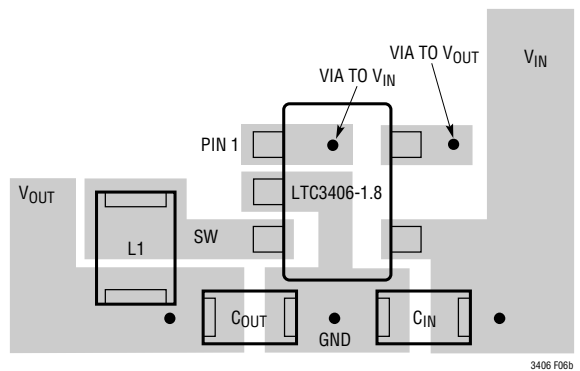 VIA TO VOUT
VIN
VIA TO VIN
PIN 1
VOUT
LTC3406-1.8
L1
SW
COUT
CIN
GND
3406 F06b